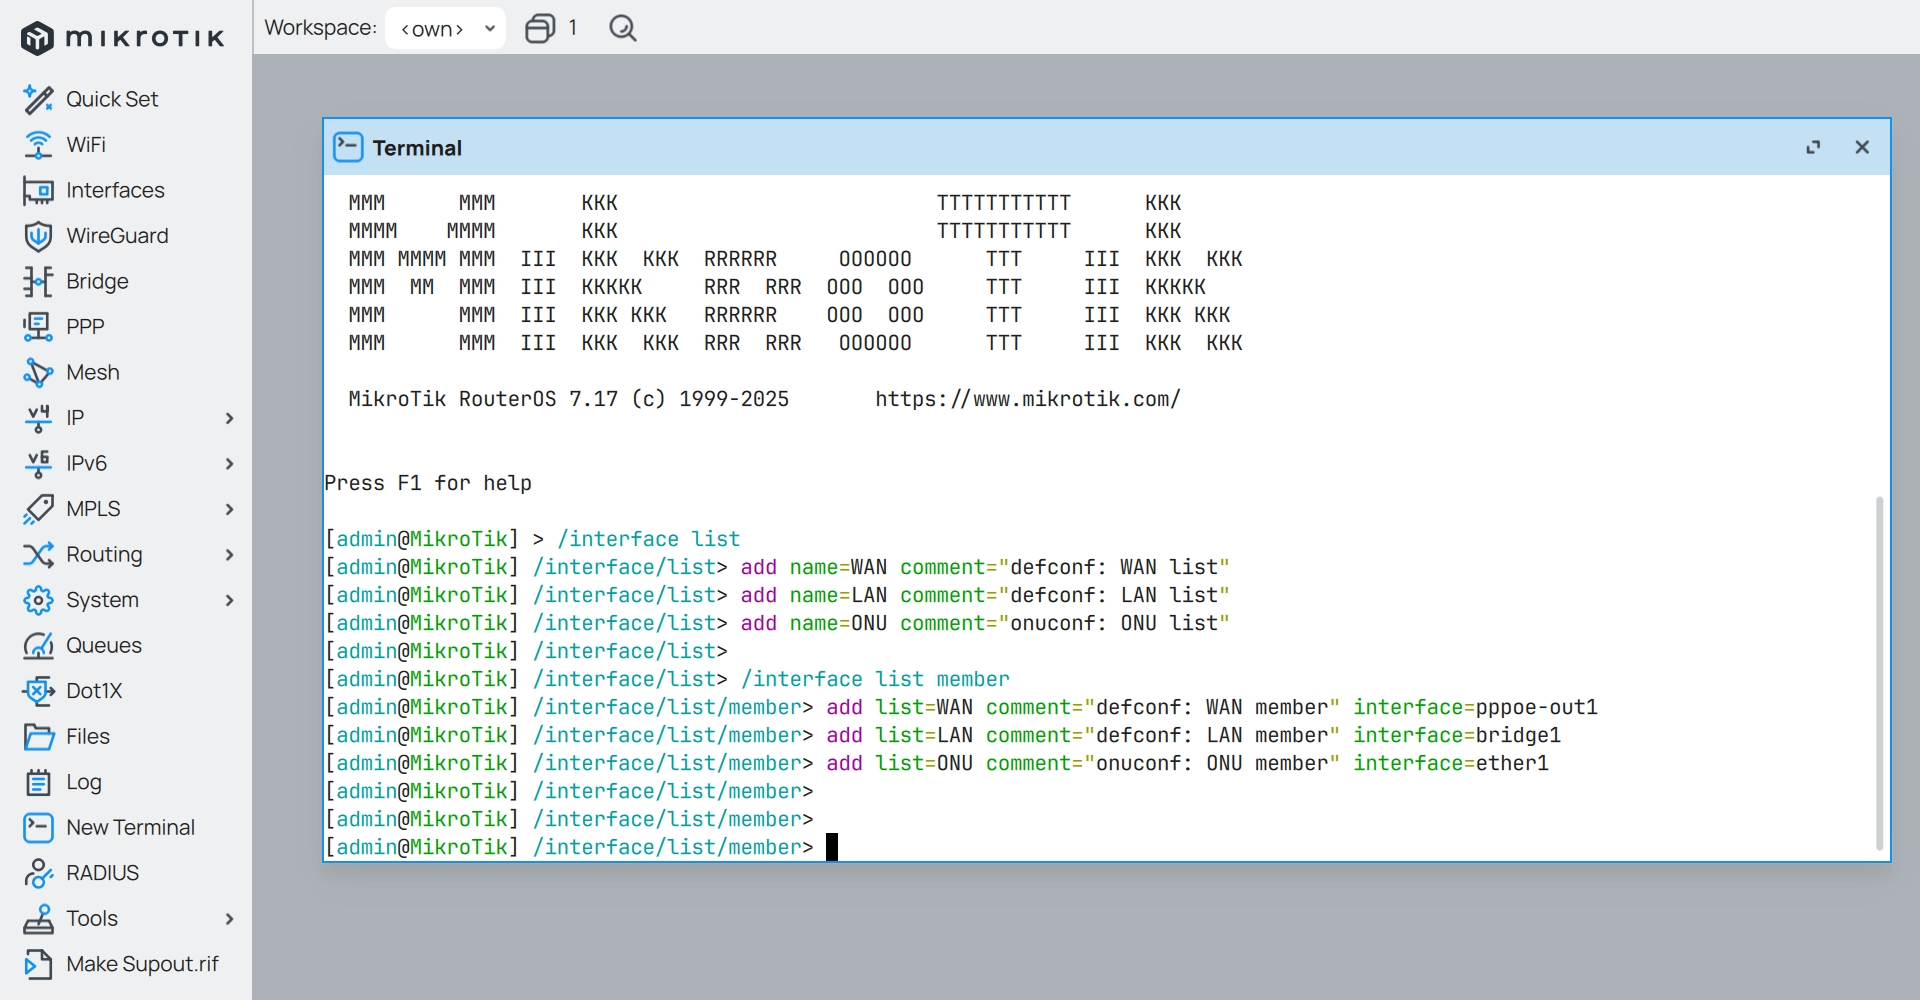 mikrotik
Workspace: <own> 1
Quick Set
WiFi
Interfaces
WireGuard
Bridge
PPP
Mesh
v4 IP
v6 IPv6
MPLS
Routing
System
Queues
Dot1X
Files
Log
New Terminal
RADIUS
Tools
Make Supout.rif
Terminal
MMM      MMM       KKK                          TTTTTTTTTTT      KKK
MMMM    MMMM       KKK                          TTTTTTTTTTT      KKK
MMM MMMM MMM  III  KKK  KKK  RRRRRR     OOOOOO      TTT     III  KKK  KKK
MMM  MM  MMM  III  KKKKK     RRR  RRR  OOO  OOO     TTT     III  KKKKK
MMM      MMM  III  KKK KKK   RRRRRR    OOO  OOO     TTT     III  KKK KKK
MMM      MMM  III  KKK  KKK  RRR  RRR   OOOOOO      TTT     III  KKK  KKK
MikroTik RouterOS 7.17 (c) 1999-2025       https://www.mikrotik.com/
Press F1 for help
[admin@MikroTik] > /interface list
[admin@MikroTik] /interface/list> add name=WAN comment="defconf: WAN list"
[admin@MikroTik] /interface/list> add name=LAN comment="defconf: LAN list"
[admin@MikroTik] /interface/list> add name=ONU comment="onuconf: ONU list"
[admin@MikroTik] /interface/list>
[admin@MikroTik] /interface/list> /interface list member
[admin@MikroTik] /interface/list/member> add list=WAN comment="defconf: WAN member" interface=pppoe-out1
[admin@MikroTik] /interface/list/member> add list=LAN comment="defconf: LAN member" interface=bridge1
[admin@MikroTik] /interface/list/member> add list=ONU comment="onuconf: ONU member" interface=ether1
[admin@MikroTik] /interface/list/member>
[admin@MikroTik] /interface/list/member>
[admin@MikroTik] /interface/list/member>